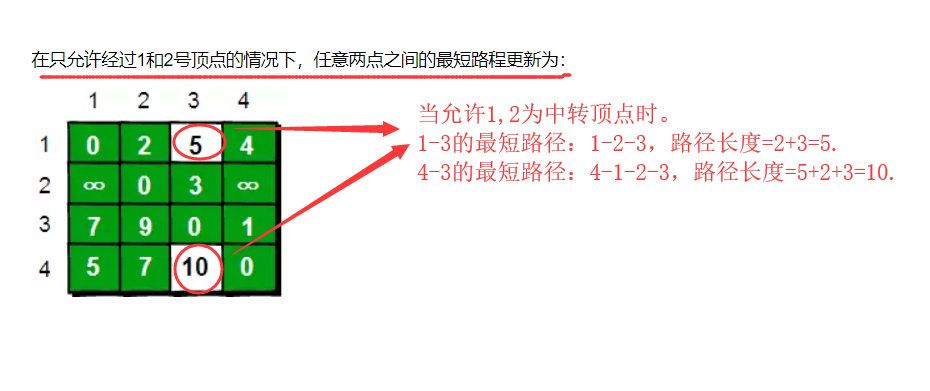 在只允许经过1和2号顶点的情况下，任意两点之间的最短路程更新为：
1 2 3 4
当允许1,2为中转顶点时。
1 0 2 5 4
1-3的最短路径：1-2-3，路径长度=2+3=5.
4-3的最短路径：4-1-2-3，路径长度=5+2+3=10.
2 ∞ 0 3 ∞
3 7 9 0 1
4 5 7 10 0